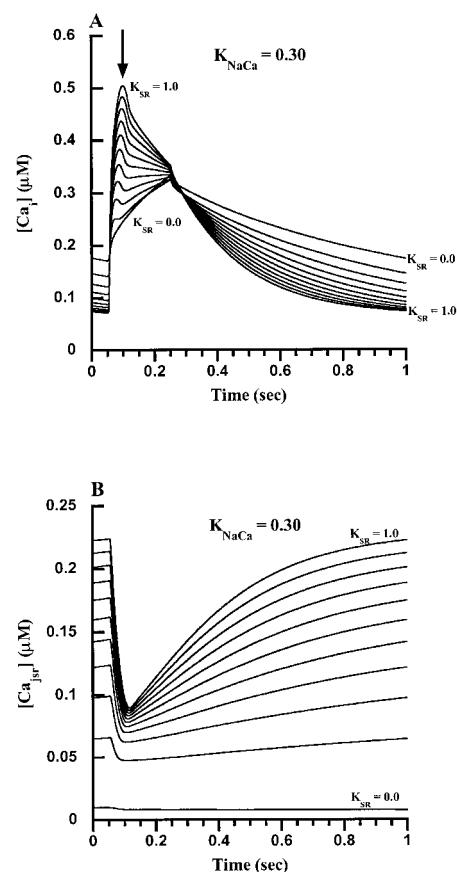 A
0.6
K_NaCa = 0.30
K_SR = 1.0
0.5
0.4
[Ca_i] (μM)
0.3
K_SR = 0.0
0.2
K_SR = 0.0
0.1
K_SR = 1.0
0
0 0.2 0.4 0.6 0.8 1
Time (sec)
B
0.25
K_NaCa = 0.30
K_SR = 1.0
0.2
0.15
[Ca_jsr] (μM)
0.1
0.05
K_SR = 0.0
0
0 0.2 0.4 0.6 0.8 1
Time (sec)